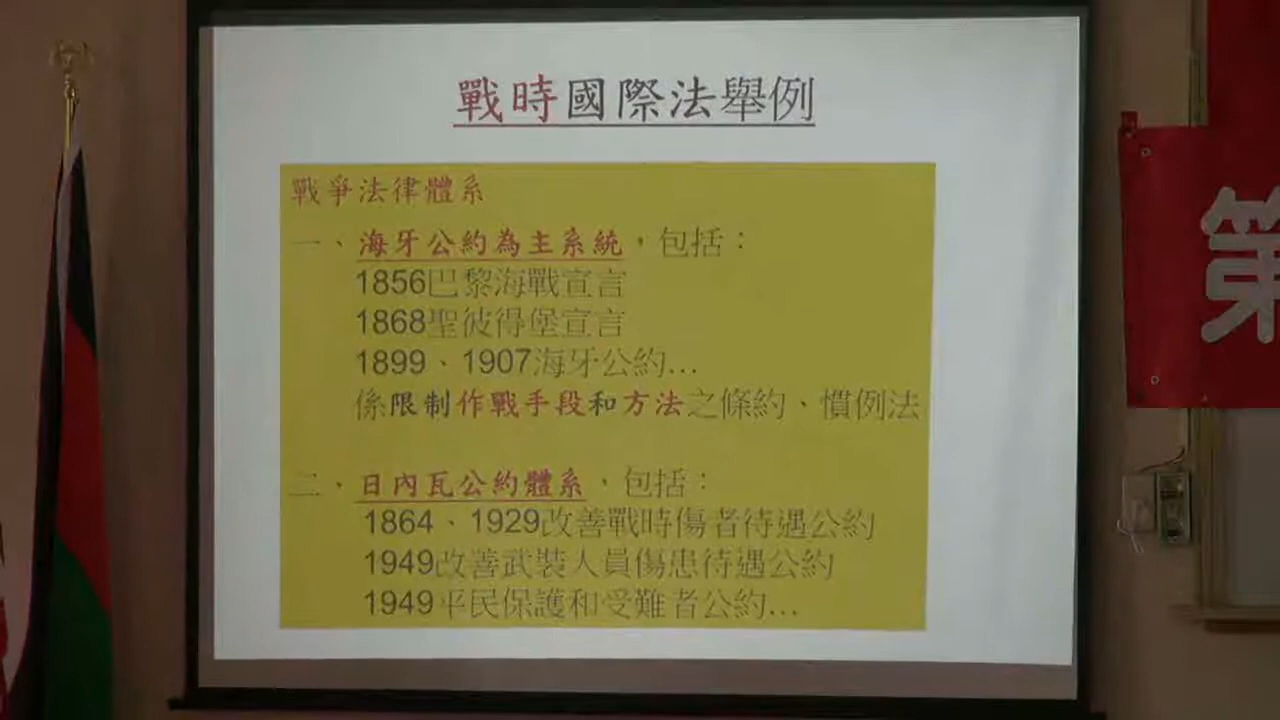 戰時國際法舉例
戰爭法律體系
一、海牙公約為主系統，包括：
1856巴黎海戰宣言
1868聖彼得堡宣言
1899、1907海牙公約...
係限制作戰手段和方法之條約、慣例法
二、日內瓦公約體系，包括：
1864、1929改善戰時傷者待遇公約
1949改善武裝人員傷患待遇公約
1949平民保護和受難者公約...
第